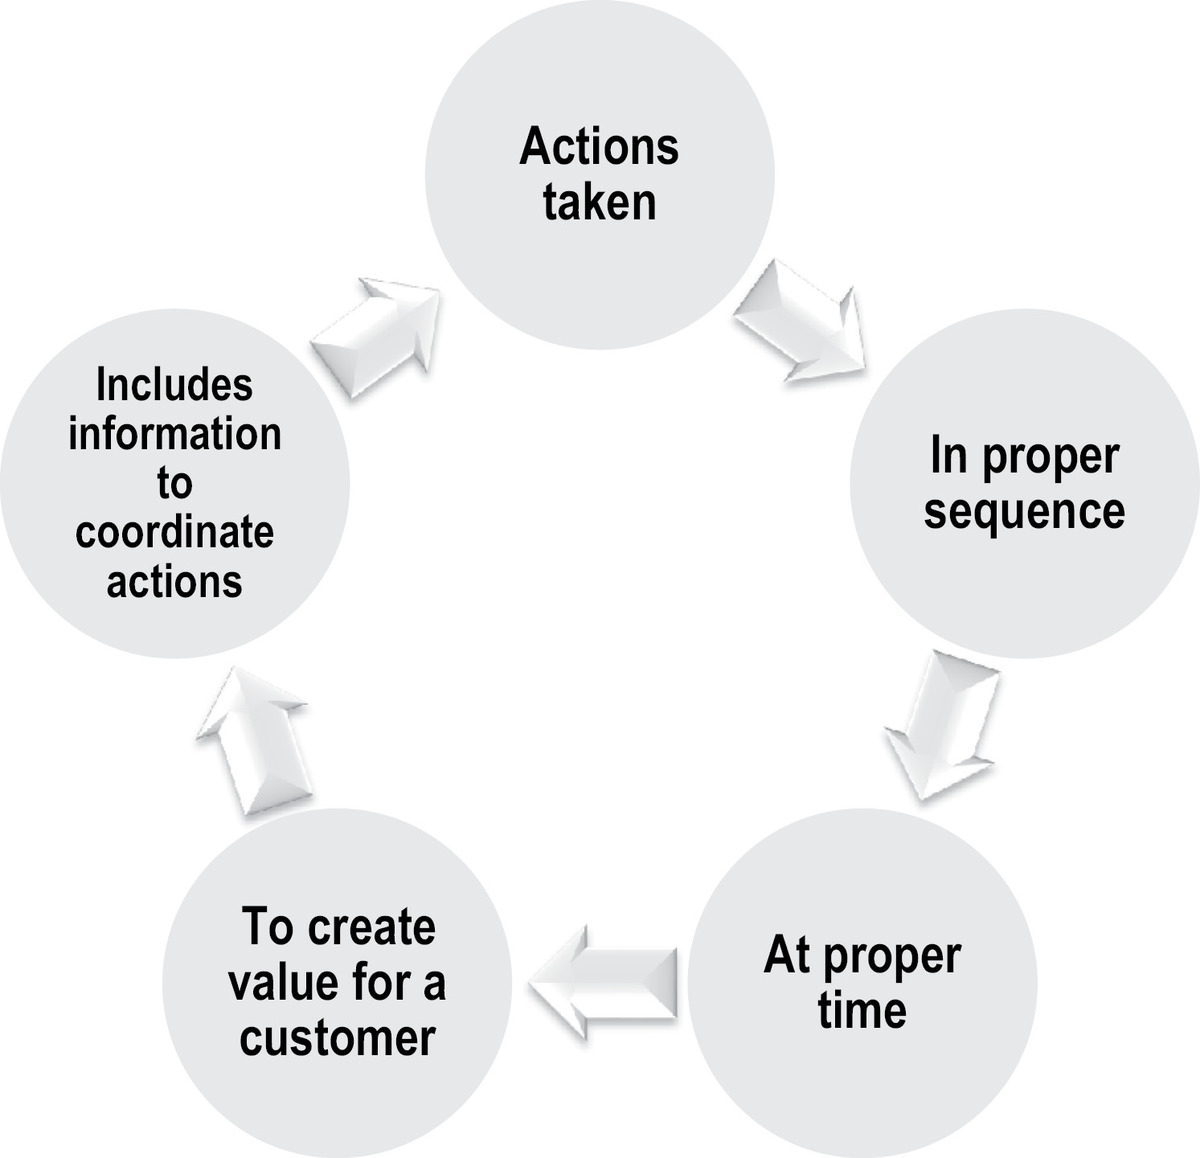 Actions
taken
In proper
sequence
At proper
time
To create
value for a
customer
Includes
information
to
coordinate
actions